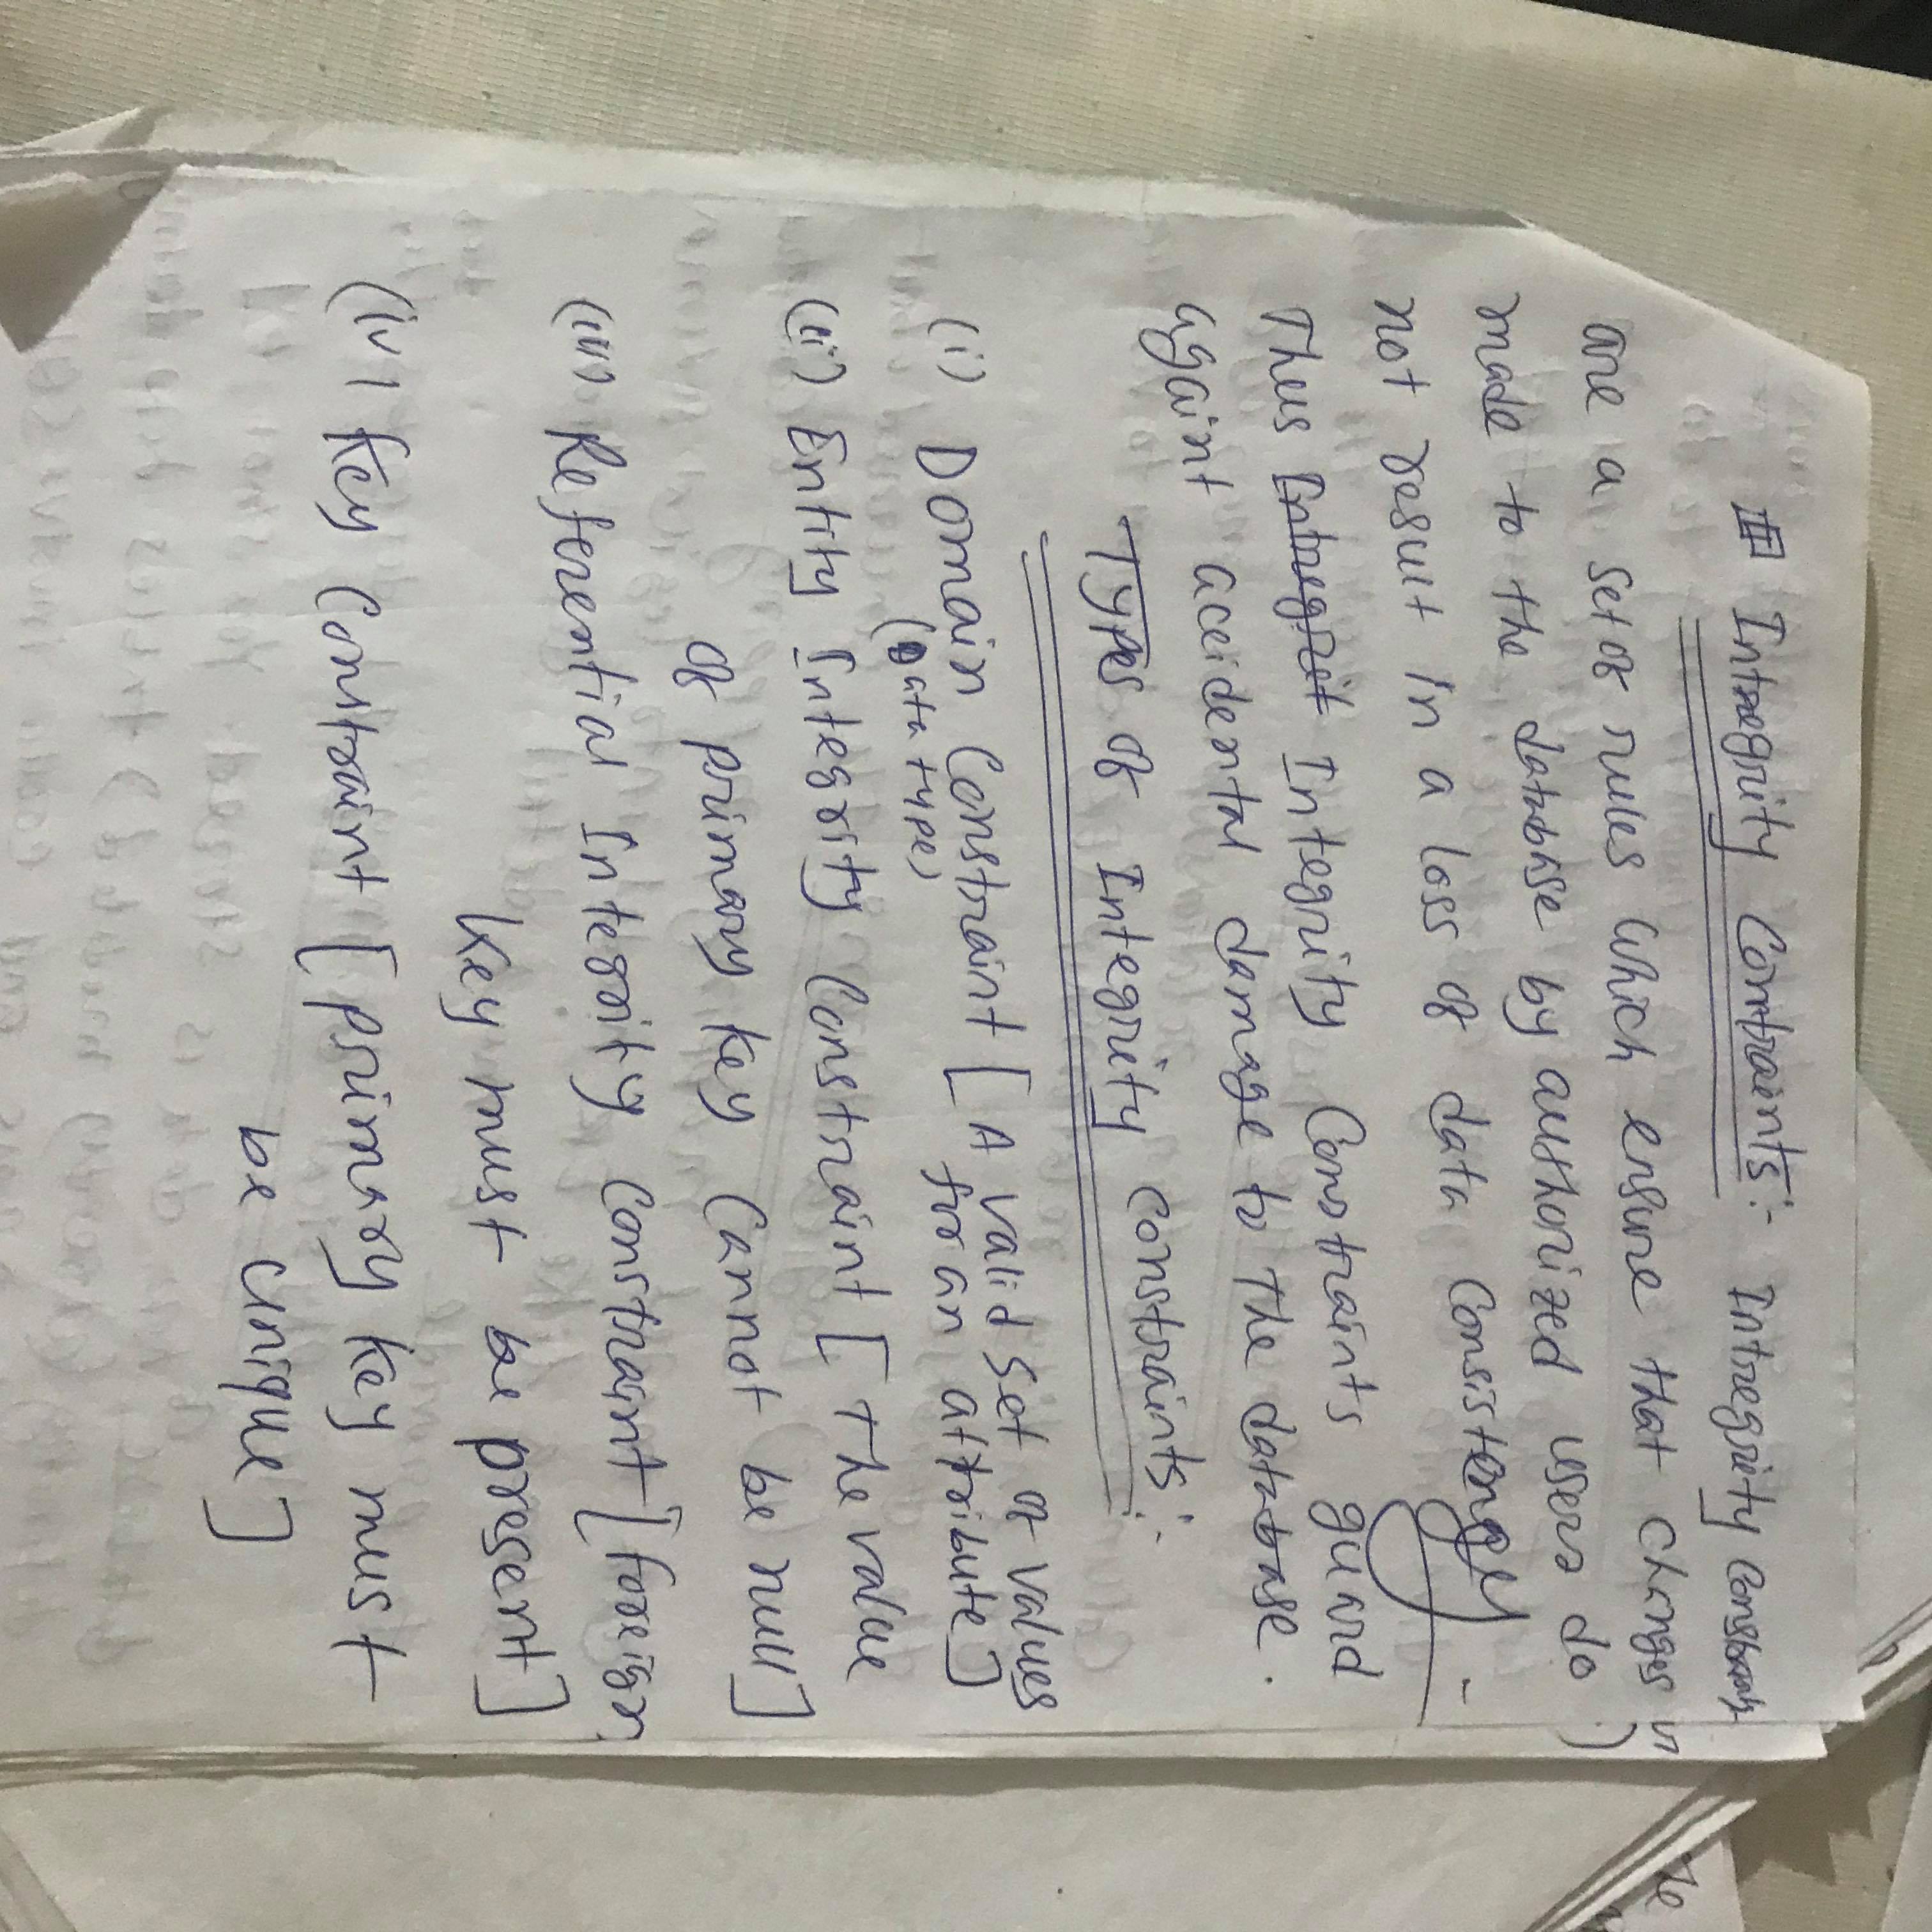 Intregrity Contraints:- Intregrity Constraints
are a set of rules which ensure that changes
made to the database by authorized users do
not result in a loss of data consistengy.
Thus Intregrit Integrity Constraints guard
againt accidental damage to the database.
Types of Integrity constraints:-
(i) Domain Constraint [A valid set of values
(Data type) for an attribute]
(ii) Entity Integrity Constraint [The value
of primary key cannot be null]
(iii) Referential Integrity constraint [foreign
key must be present]
(iv) Key constraint [primary key must
be unique]